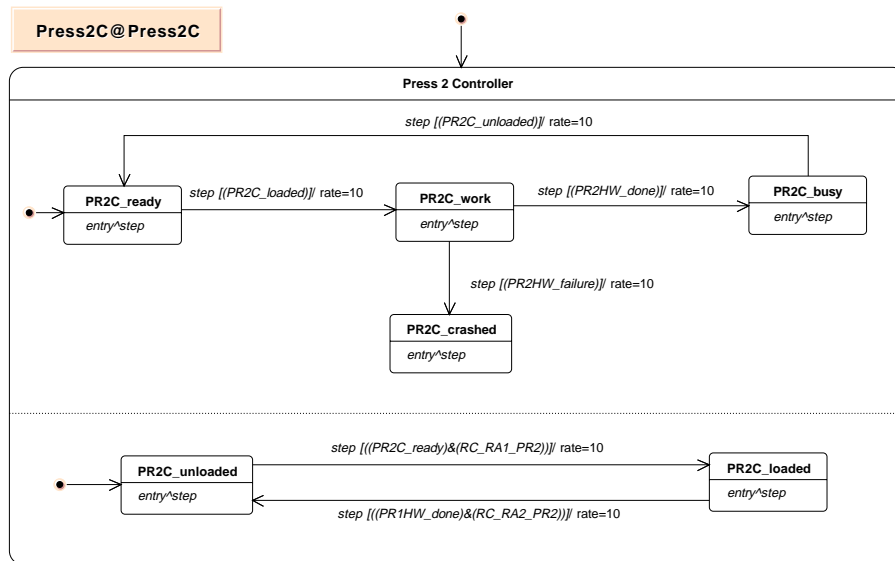 Press2C@Press2C
Press 2 Controller
step [(PR2C_unloaded)]/ rate=10
PR2C_ready
entry^step
step [(PR2C_loaded)]/ rate=10
PR2C_work
entry^step
step [(PR2HW_done)]/ rate=10
PR2C_busy
entry^step
step [(PR2HW_failure)]/ rate=10
PR2C_crashed
entry^step
step [((PR2C_ready)&(RC_RA1_PR2))]/ rate=10
PR2C_unloaded
entry^step
PR2C_loaded
entry^step
step [((PR1HW_done)&(RC_RA2_PR2))]/ rate=10